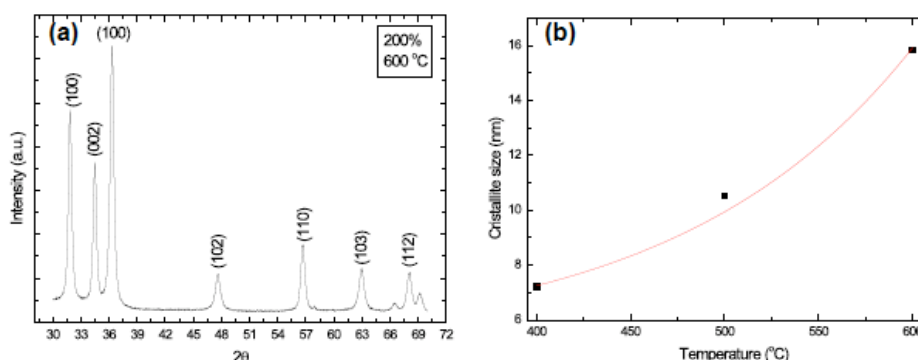 (a)
(100)
(002)
(100)
(102)
(110)
(103)
(112)
200%
600 °C
Intensity (a.u.)
30 33 36 39 42 45 48 51 54 57 60 63 66 69 72
2θ
(b)
16
14
12
10
8
6
Cristallite size (nm)
400 450 500 550 600
Temperature (°C)